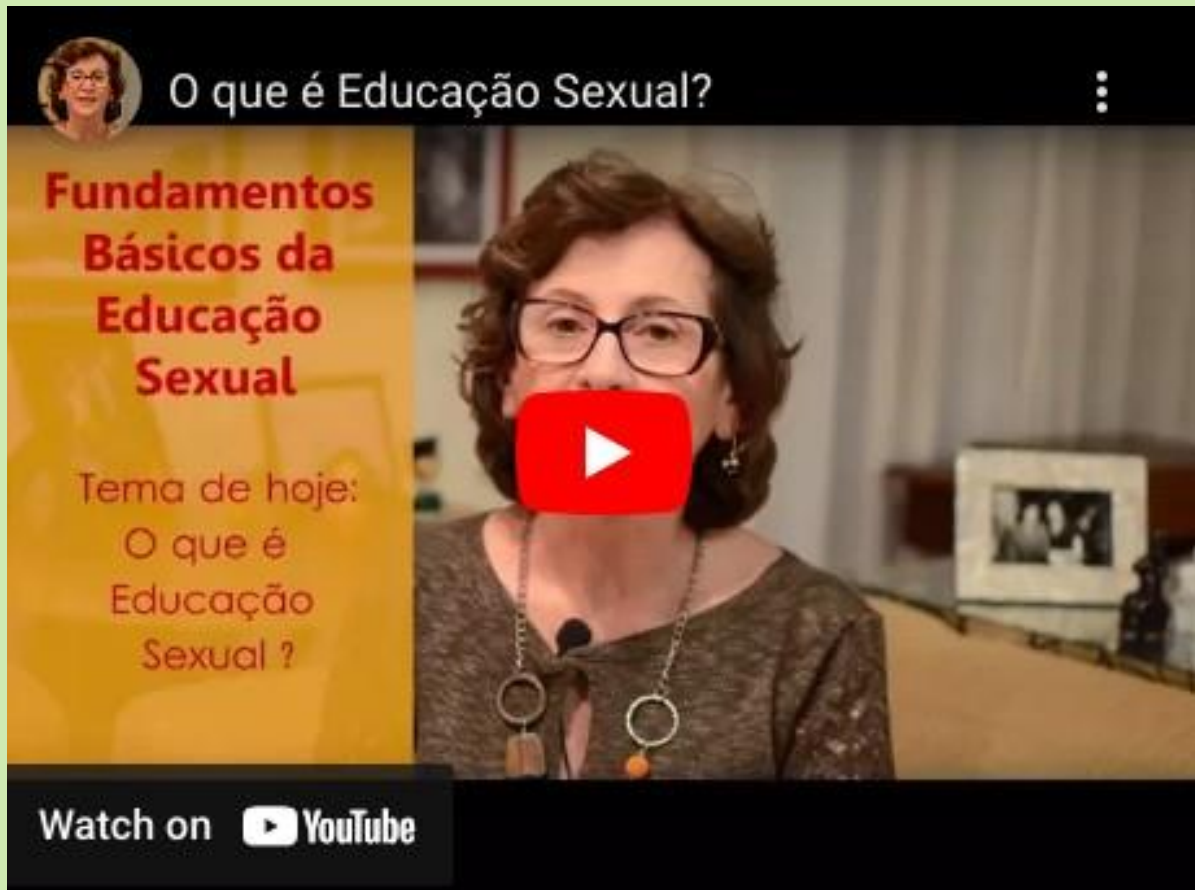 O que é Educação Sexual?
Fundamentos
Básicos da
Educação
Sexual
Tema de hoje:
O que é
Educação
Sexual ?
Watch on YouTube